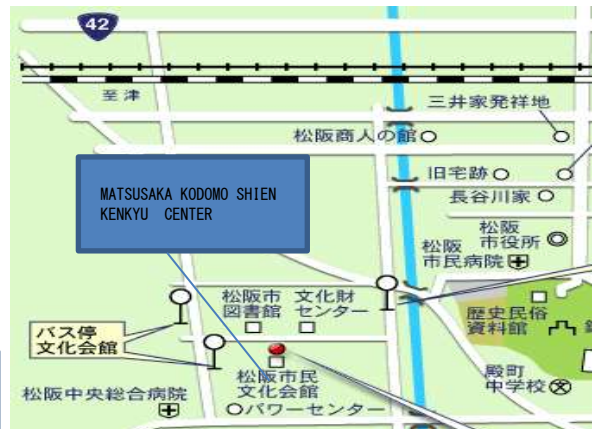 42
至津
三井家発祥地
松阪商人の館
旧宅跡
長谷川家
MATSUSAKA KODOMO SHIEN
KENKYU CENTER
松阪
市役所
松阪
市民病院
松阪市
図書館
文化財
センター
歴史民俗
資料館
バス停
文化会館
松阪市民
文化会館
殿町
中学校
松阪中央総合病院
パワーセンター